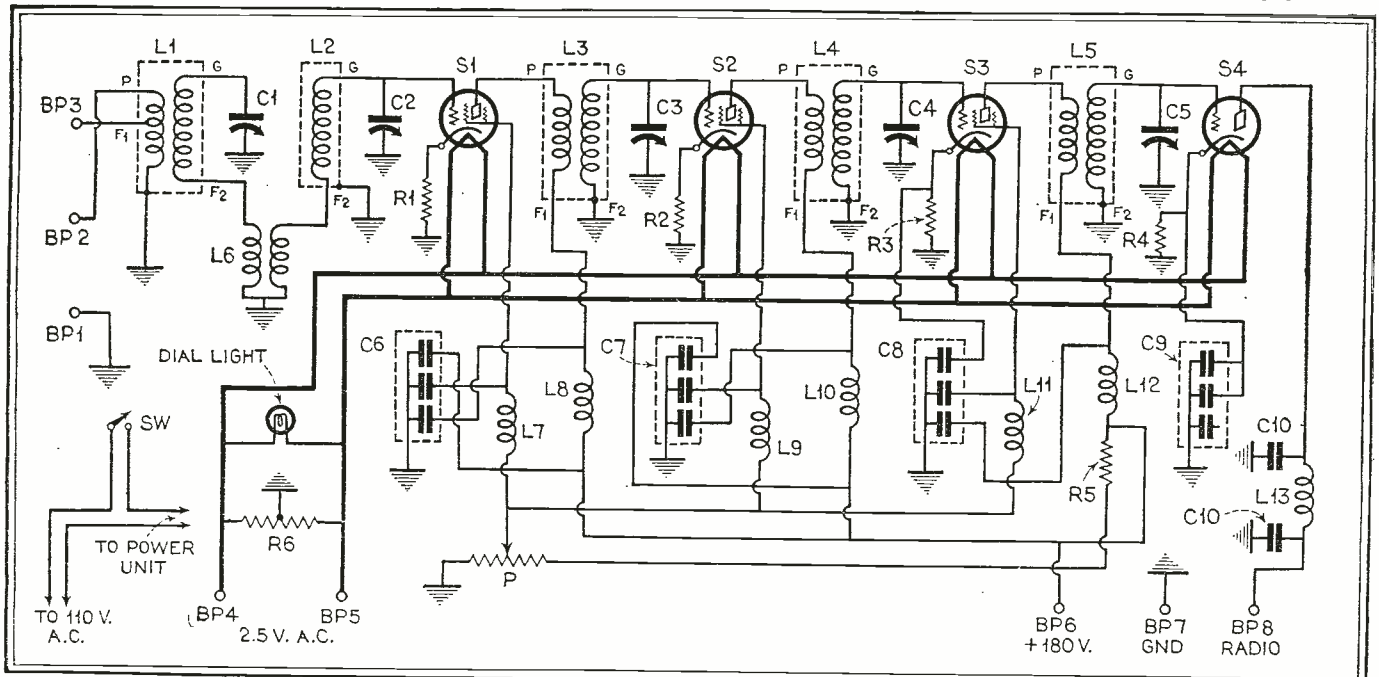 L1 L2 L3 L4 L5
P G G S1 P G S2 P G S3 P G S4
BP3 C1 C2 C3 C4 C5
F1
F2 F2 F1 F2 F1 F2 F1 F2
R1 R2 R3 R4
BP2
L6
BP1
DIAL LIGHT
C6 C7 C8 C9
L8 L10 L11 L12
SW L7 L9
C10
R5 L13
C10
TO POWER UNIT
R6
P
TO 110 V. A.C.
BP4 BP5
2.5 V. A.C.
BP6 +180 V.
BP7 GND
BP8 RADIO